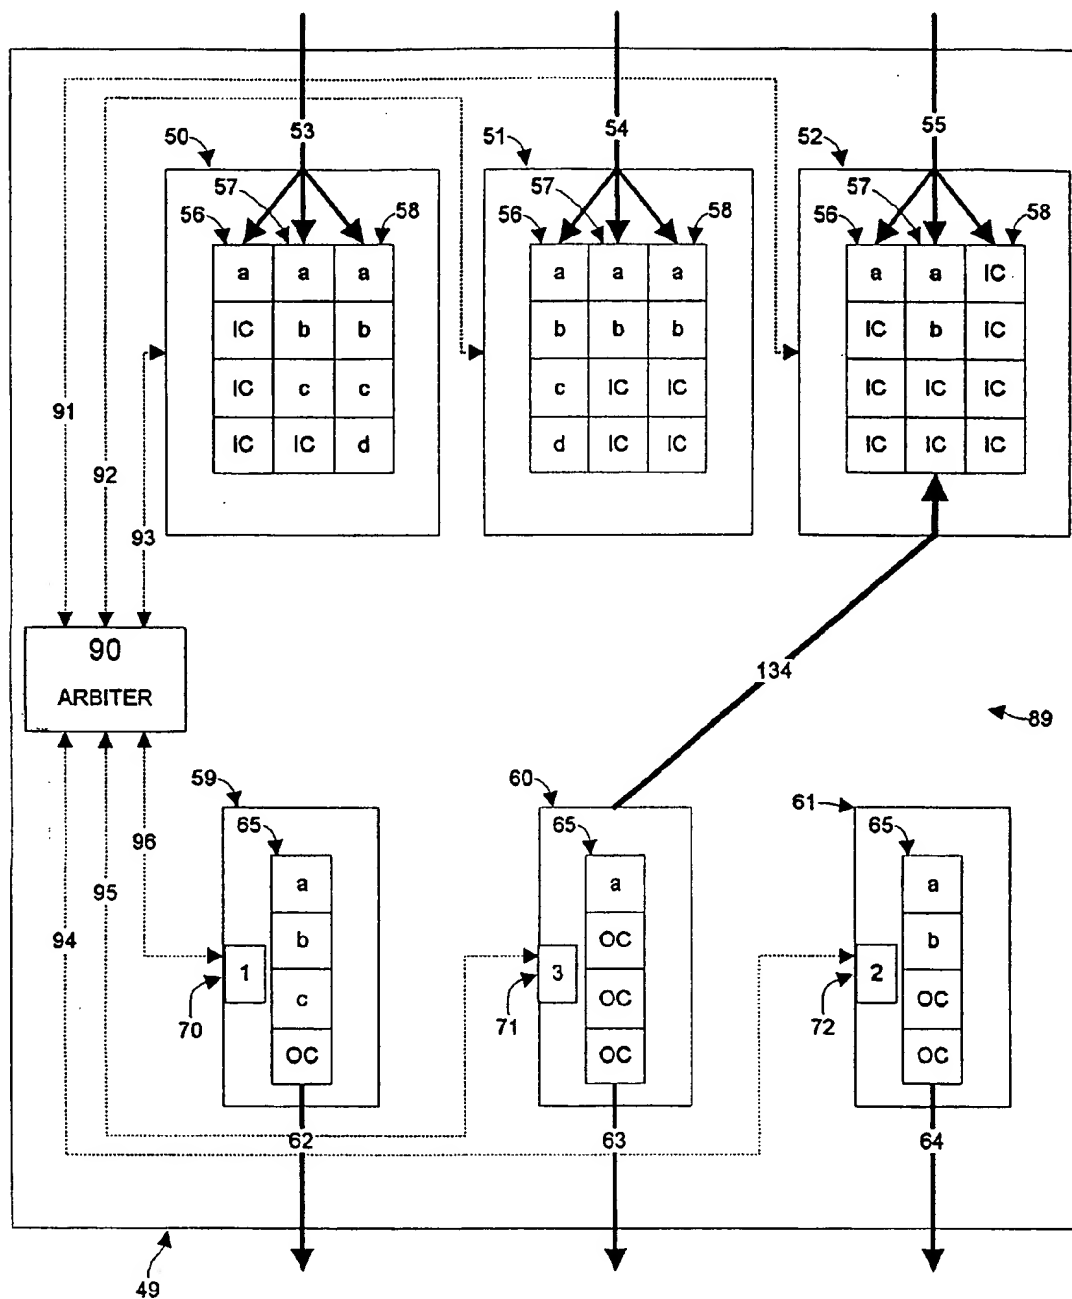 53 54 55
50 51 52
57 57 57
56 58 56 58 56 58
a a a a a a a a IC
IC b b b b b IC b IC
IC c c c IC IC IC IC IC
IC IC d d IC IC IC IC IC
91
92
93
90
ARBITER
134
89
59 60 61
65 65 65
96
95
94
a a a
b OC b
1 3 2
c OC OC
70 71 72
OC OC OC
62 63 64
49